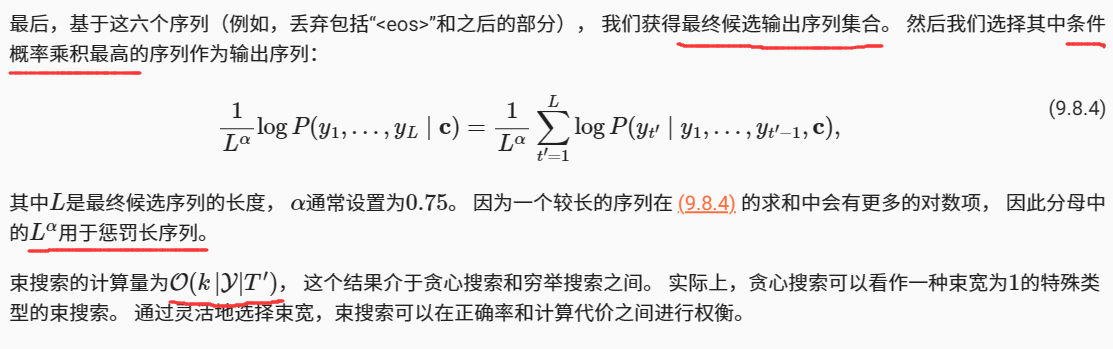 最后，基于这六个序列（例如，丢弃包括“<eos>”和之后的部分）， 我们获得最终候选输出序列集合。 然后我们选择其中条件
概率乘积最高的序列作为输出序列：
\frac{1}{L^\alpha} \log P(y_1, \ldots, y_L \mid \mathbf{c}) = \frac{1}{L^\alpha} \sum_{t'=1}^{L} \log P(y_{t'} \mid y_1, \ldots, y_{t'-1}, \mathbf{c}), (9.8.4)
其中L是最终候选序列的长度， α通常设置为0.75。 因为一个较长的序列在 (9.8.4) 的求和中会有更多的对数项， 因此分母中
的L^α用于惩罚长序列。
束搜索的计算量为O(k|Y|T′)， 这个结果介于贪心搜索和穷举搜索之间。 实际上，贪心搜索可以看作一种束宽为1的特殊类
型的束搜索。 通过灵活地选择束宽，束搜索可以在正确率和计算代价之间进行权衡。